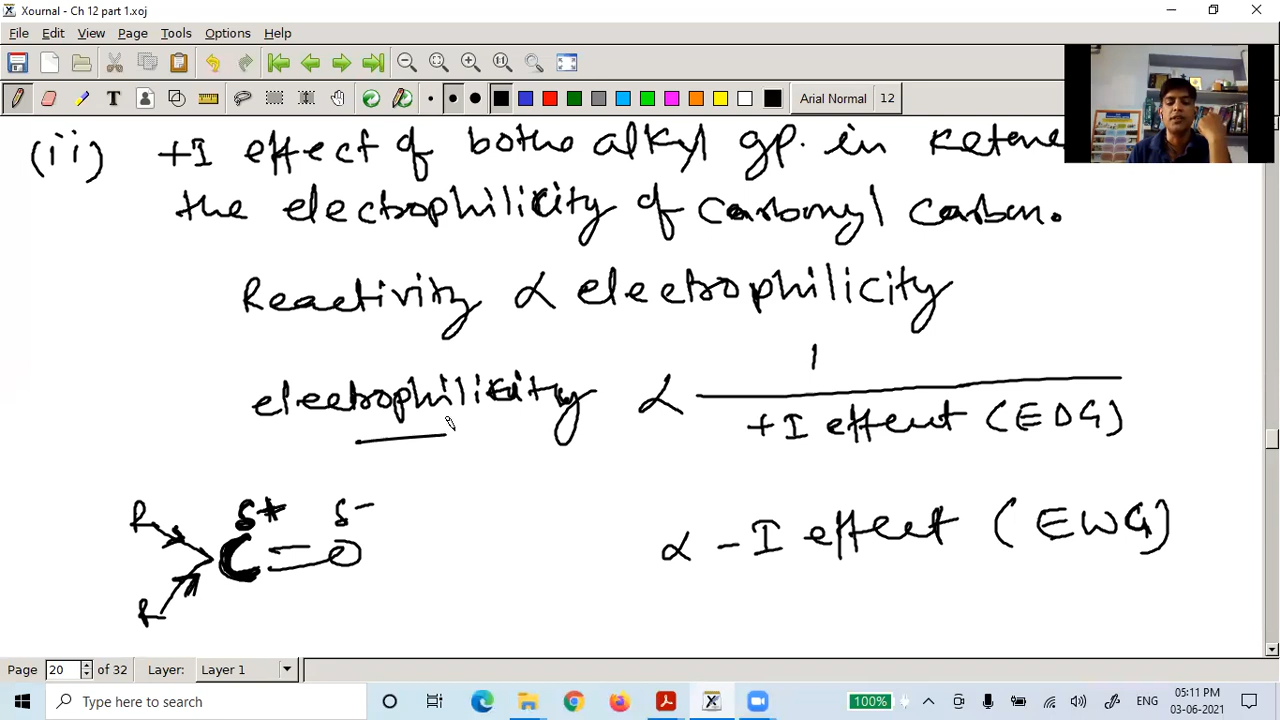 Xournal - Ch 12 part 1.xoj
File Edit View Page Tools Options Help
Arial Normal 12
(ii) +I effect of bothe alkyl gp. in ketone
the electrophilicity of carbonyl carbon.
Reactivity α electrophilicity
electrophilicity α 1
+I effect (EDG)
R δ+ δ-
C=O
R
α -I effect (EWG)
Page 20 of 32 Layer: Layer 1
Type here to search
100%
05:11 PM
03-06-2021